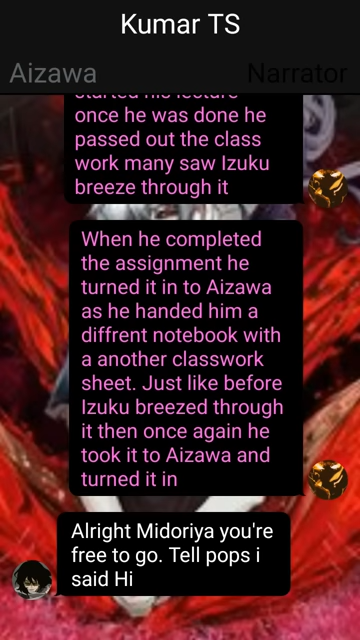 Kumar TS
Aizawa
Narrator
started his lecture
once he was done he
passed out the class
work many saw Izuku
breeze through it
When he completed
the assignment he
turned it in to Aizawa
as he handed him a
diffrent notebook with
a another classwork
sheet. Just like before
Izuku breezed through
it then once again he
took it to Aizawa and
turned it in
Alright Midoriya you're
free to go. Tell pops i
said Hi